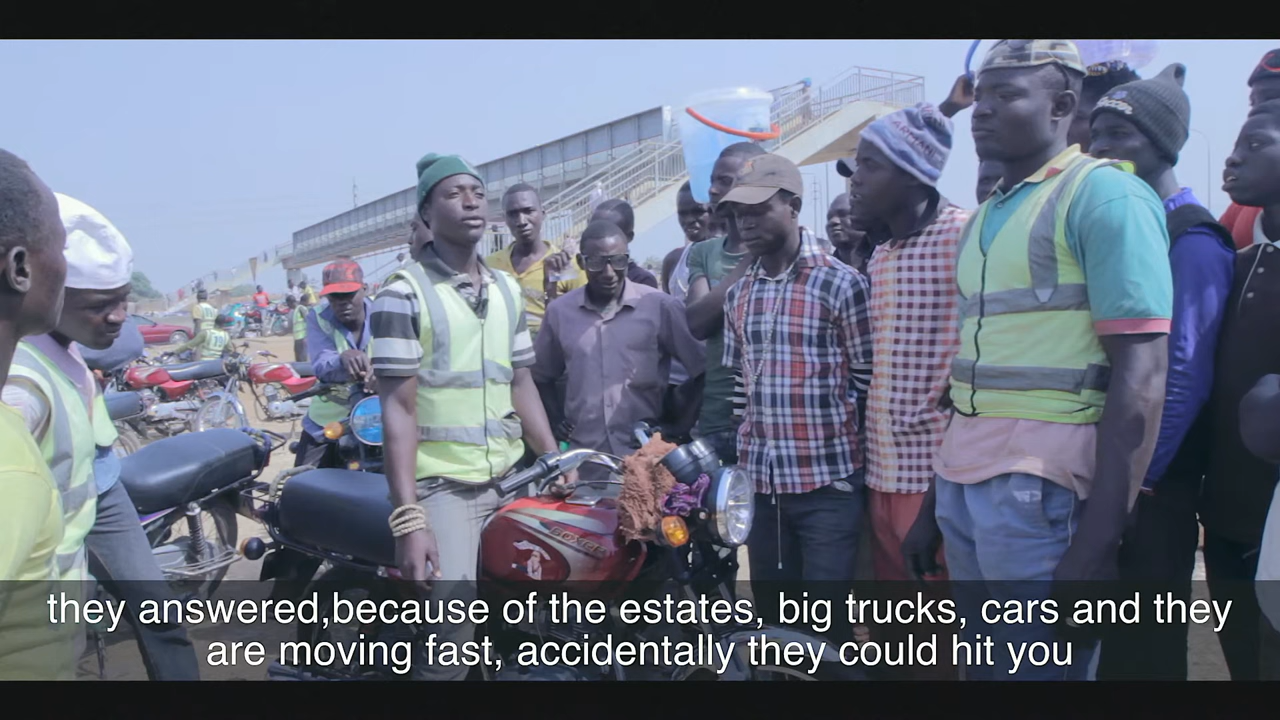 BOXER
they answered,because of the estates, big trucks, cars and they
are moving fast, accidentally they could hit you